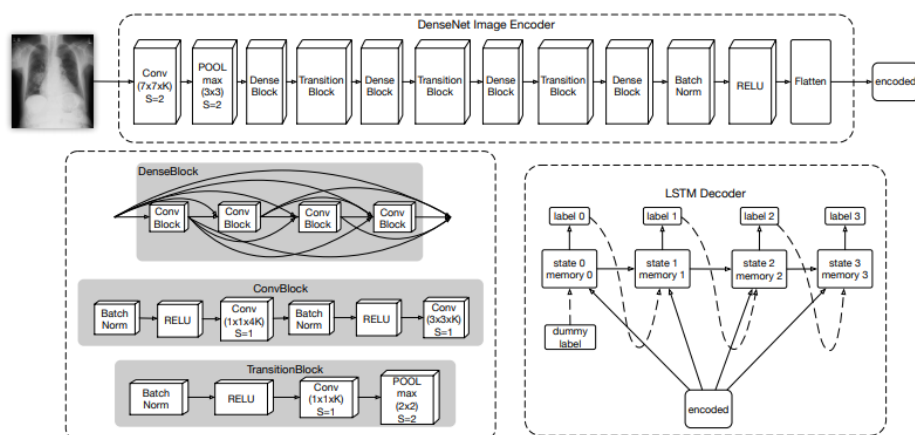 DenseNet Image Encoder
Conv
(7x7xK)
S=2
POOL
max
(3x3)
S=2
Dense
Block
Transition
Block
Dense
Block
Transition
Block
Dense
Block
Transition
Block
Dense
Block
Batch
Norm
RELU
Flatten
encoded
DenseBlock
Conv
Block
Conv
Block
Conv
Block
Conv
Block
ConvBlock
Batch
Norm
RELU
Conv
(1x1x4K)
S=1
Batch
Norm
RELU
Conv
(3x3xK)
S=1
TransitionBlock
Batch
Norm
RELU
Conv
(1x1xK)
S=1
POOL
max
(2x2)
S=2
LSTM Decoder
label 0
label 1
label 2
label 3
state 0
memory 0
state 1
memory 1
state 2
memory 2
state 3
memory 3
dummy
label
encoded